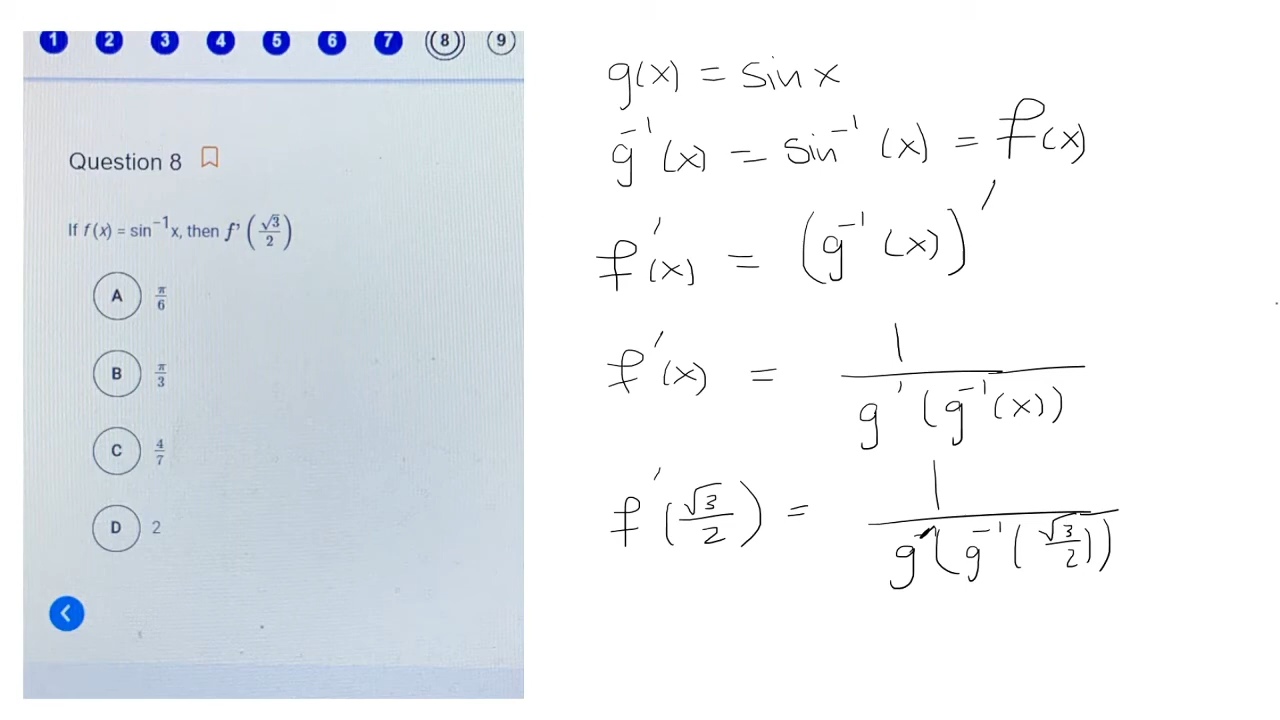 1 2 3 4 5 6 7 8 9
Question 8
If f(x) = sin⁻¹x, then f' (√3/2)
A π/6
B π/3
C 4/7
D 2
g(x) = sin x
g⁻¹(x) = sin⁻¹(x) = f(x)
f'(x) = (g⁻¹(x))'
f'(x) = 1/(g'(g⁻¹(x)))
f'(√3/2) = 1/(g'(g⁻¹(√3/2)))